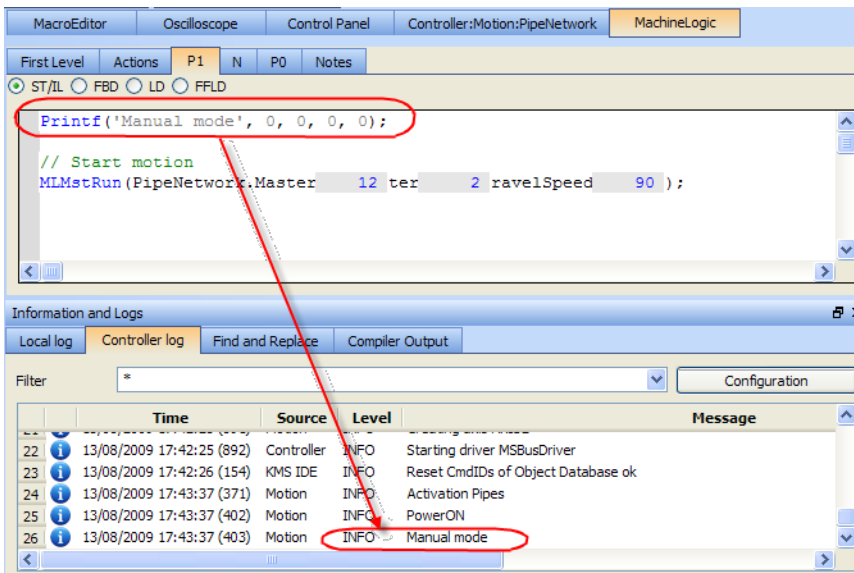 MacroEditor Oscilloscope Control Panel Controller:Motion:PipeNetwork MachineLogic
First Level Actions P1 N P0 Notes
ST/IL FBD LD FFLD
Printf('Manual mode', 0, 0, 0, 0);
// Start motion
MLMstRun(PipeNetwork.Master 12 ter 2 ravelSpeed 90 );
Information and Logs
Local log Controller log Find and Replace Compiler Output
Filter * Configuration
Time Source Level Message
22 13/08/2009 17:42:25 (892) Controller INFO Starting driver MSBusDriver
23 13/08/2009 17:42:26 (154) KMS IDE INFO Reset CmdIDs of Object Database ok
24 13/08/2009 17:43:37 (371) Motion INFO Activation Pipes
25 13/08/2009 17:43:37 (402) Motion INFO PowerON
26 13/08/2009 17:43:37 (403) Motion INFO Manual mode